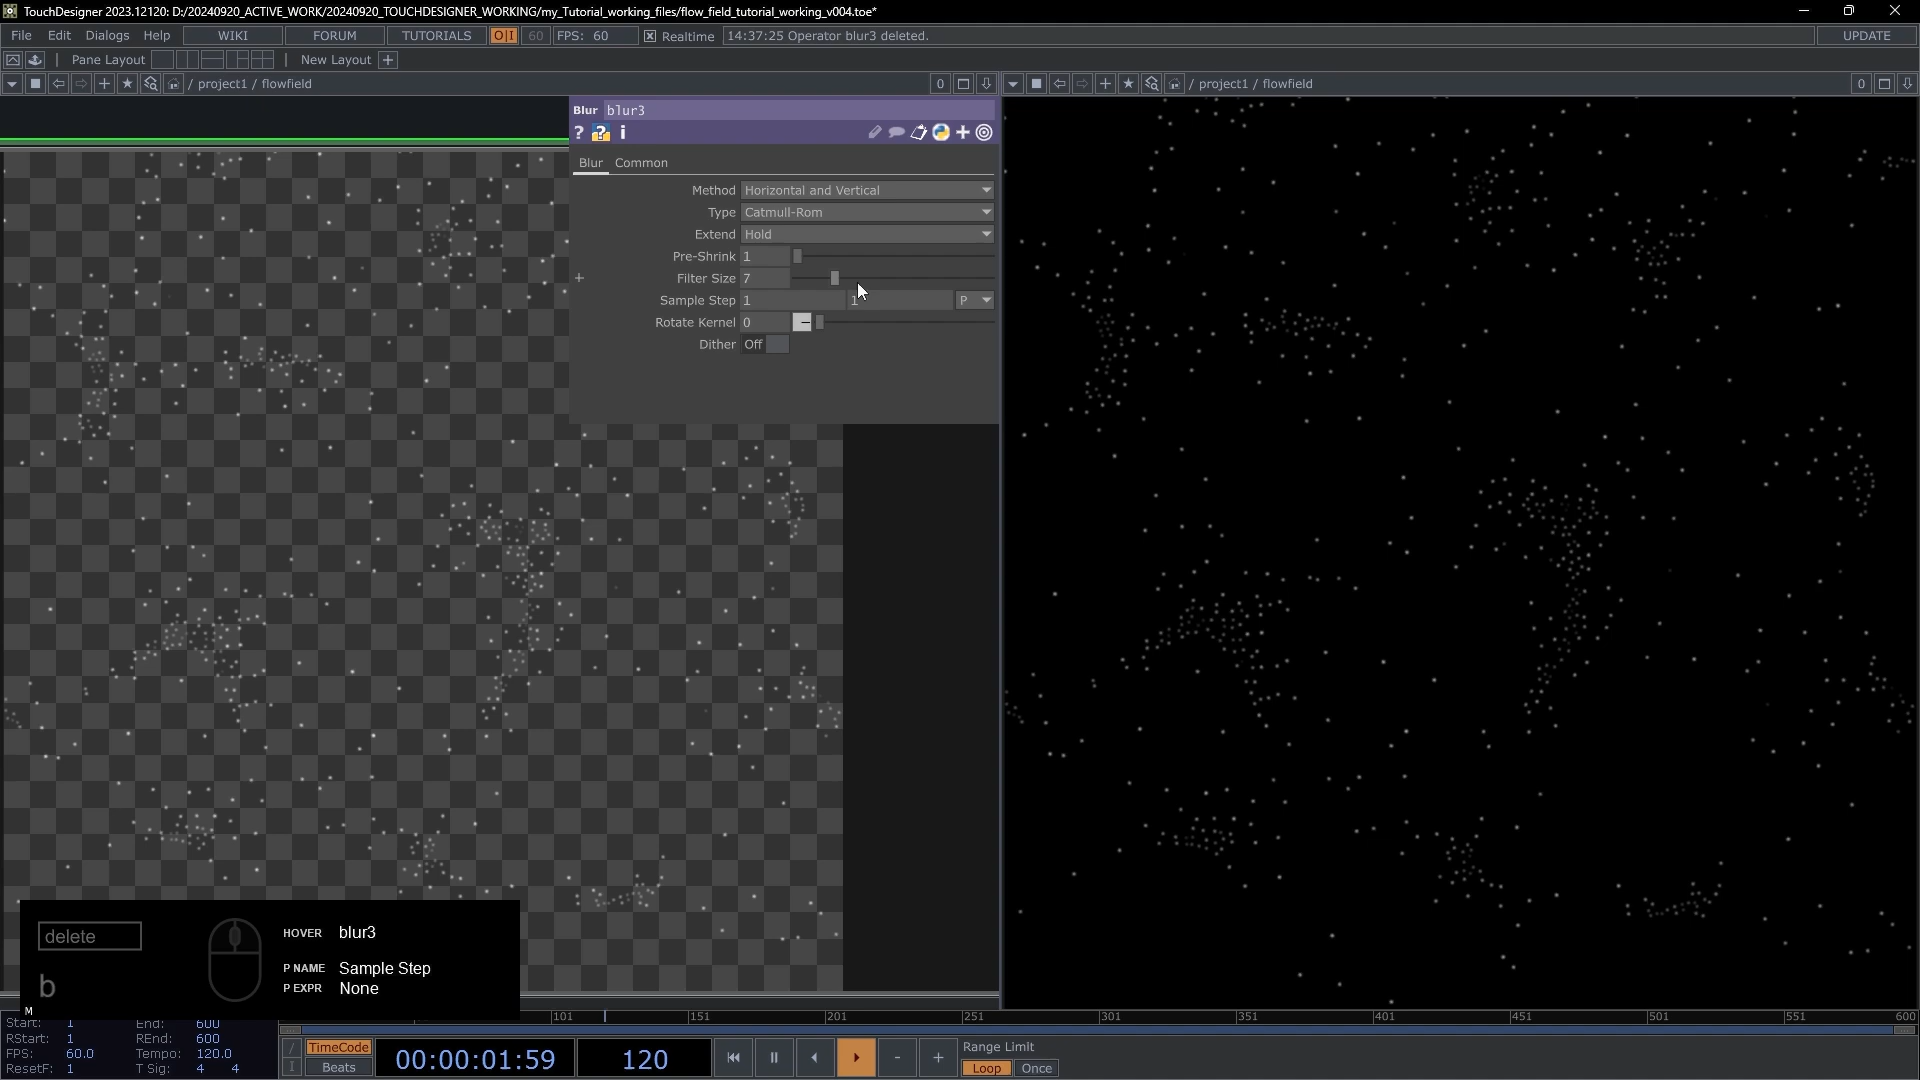 TouchDesigner 2023.12120: D:/20240920_ACTIVE_WORK/20240920_TOUCHDESIGNER_WORKING/my_Tutorial_working_files/flow_field_tutorial_working_v004.toe*
File Edit Dialogs Help WIKI FORUM TUTORIALS O|I 60 FPS: 60 Realtime 14:37:25 Operator blur3 deleted. UPDATE
Pane Layout New Layout +
/ project1 / flowfield 0 / project1 / flowfield 0
Blur blur3
? ? i
Blur Common
Method Horizontal and Vertical
Type Catmull-Rom
Extend Hold
Pre-Shrink 1
+ Filter Size 7
Sample Step 1 1 P
Rotate Kernel 0
Dither Off
delete
b
M
HOVER blur3
P NAME Sample Step
P EXPR None
101 151 201 251 301 351 401 451 501 551 600
Start: 1 End: 600
RStart: 1 REnd: 600
FPS: 60.0 Tempo: 120.0
ResetF: 1 T Sig: 4 4
/ TimeCode
I Beats
00:00:01:59 120
- +
Range Limit
Loop Once